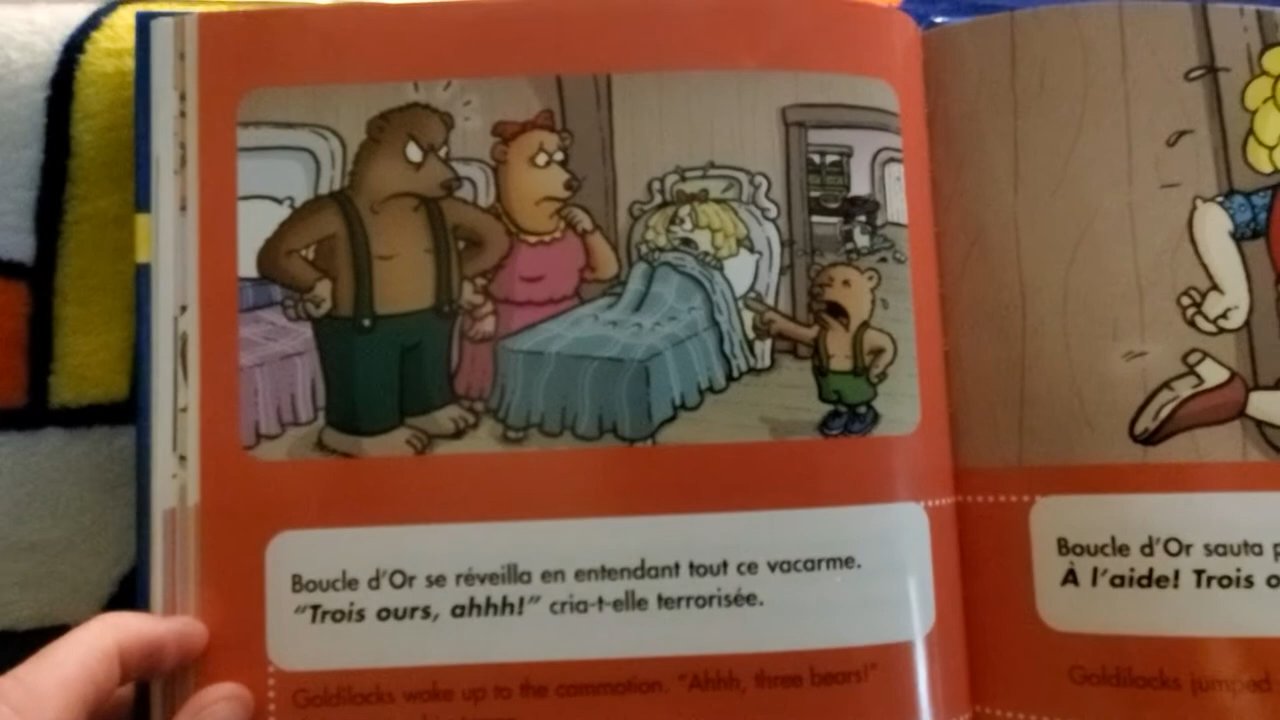 Boucle d'Or se réveilla en entendant tout ce vacarme.
"Trois ours, ahhh!" cria-t-elle terrorisée.
Goldilocks woke up to the commotion. "Ahhh, three bears!"
Boucle d'Or sauta
À l'aide! Trois
Goldilocks jumped